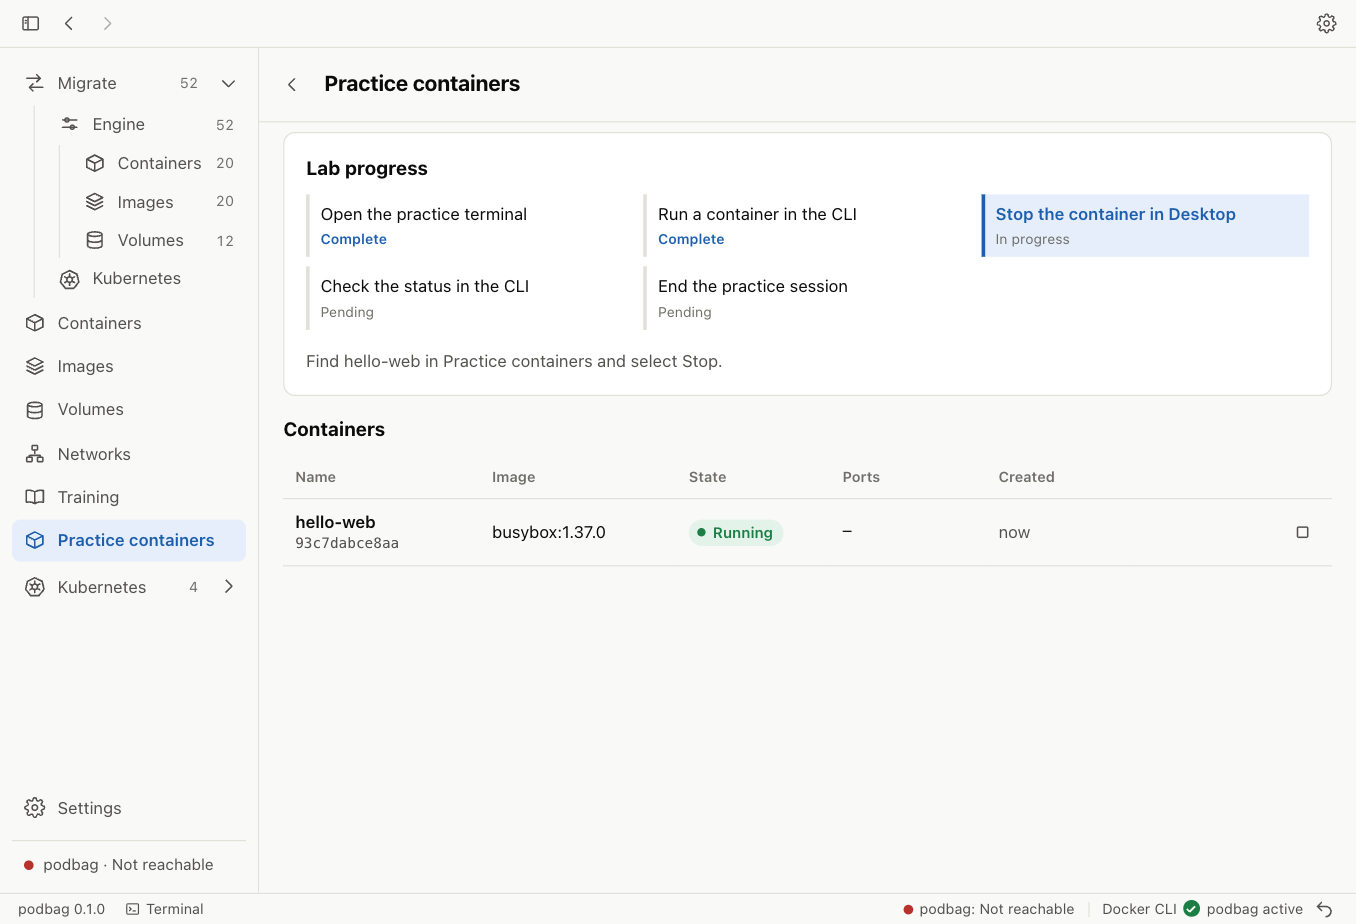 Migrate 52
Engine 52
Containers 20
Images 20
Volumes 12
Kubernetes
Containers
Images
Volumes
Networks
Training
Practice containers
Kubernetes 4
Settings
podbag · Not reachable
Practice containers
Lab progress
Open the practice terminal
Complete
Run a container in the CLI
Complete
Stop the container in Desktop
In progress
Check the status in the CLI
Pending
End the practice session
Pending
Find hello-web in Practice containers and select Stop.
Containers
Name Image State Ports Created
hello-web
93c7dabce8aa
busybox:1.37.0 Running – now
podbag 0.1.0 Terminal podbag: Not reachable Docker CLI podbag active